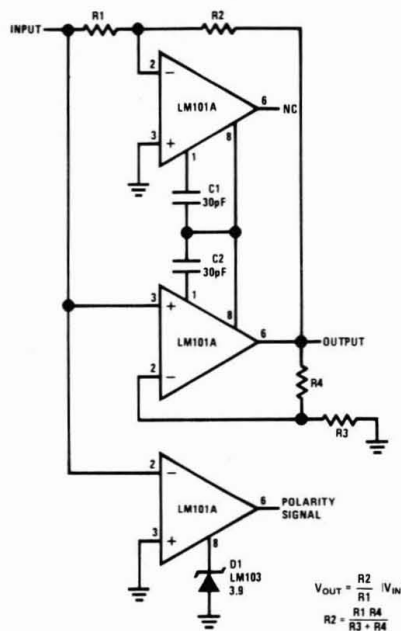 INPUT
R1
R2
2
−
LM101A
6
NC
3
+
8
1
C1
30pF
C2
30pF
1
8
3
+
LM101A
6
OUTPUT
2
−
R4
R3
2
−
LM101A
6
POLARITY
SIGNAL
3
+
8
D1
LM103
3.9
V_OUT = R2/R1 |V_IN
R2 = R1 R4/R3 + R4